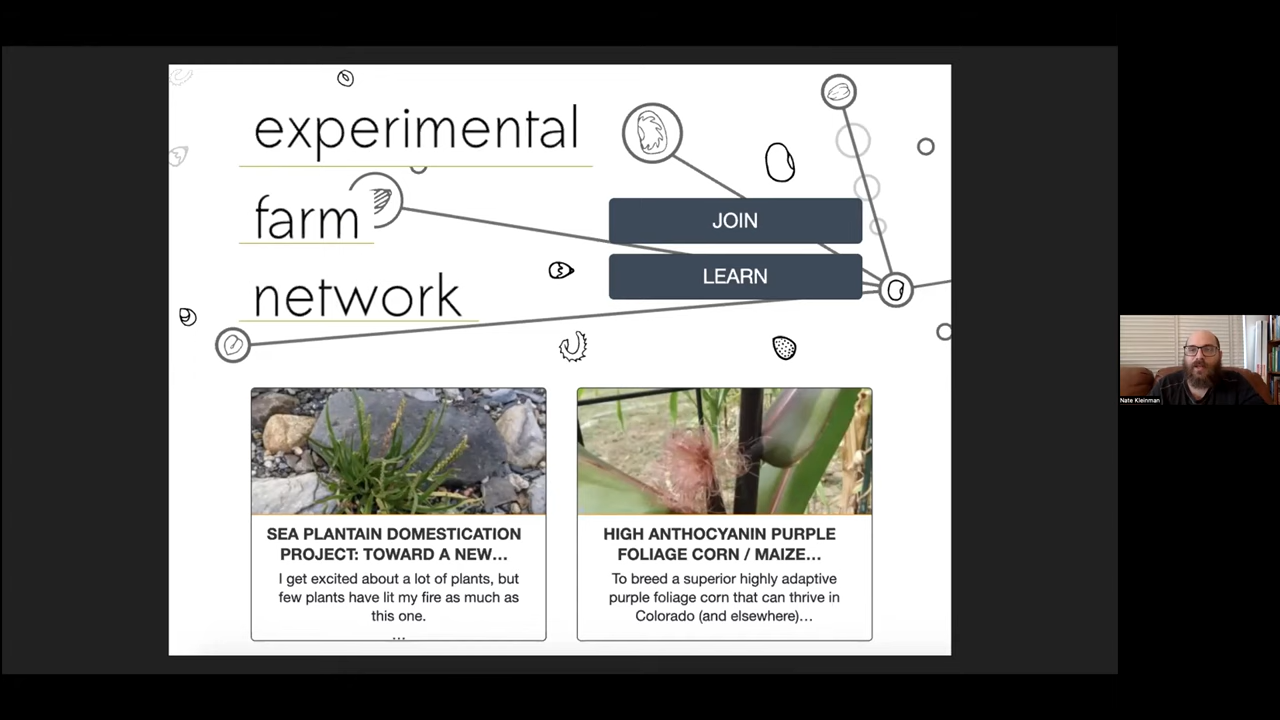 experimental
farm
network
JOIN
LEARN
SEA PLANTAIN DOMESTICATION
PROJECT: TOWARD A NEW...
I get excited about a lot of plants, but
few plants have lit my fire as much as
this one.
...
HIGH ANTHOCYANIN PURPLE
FOLIAGE CORN / MAIZE...
To breed a superior highly adaptive
purple foliage corn that can thrive in
Colorado (and elsewhere)...
Nate Kleinman